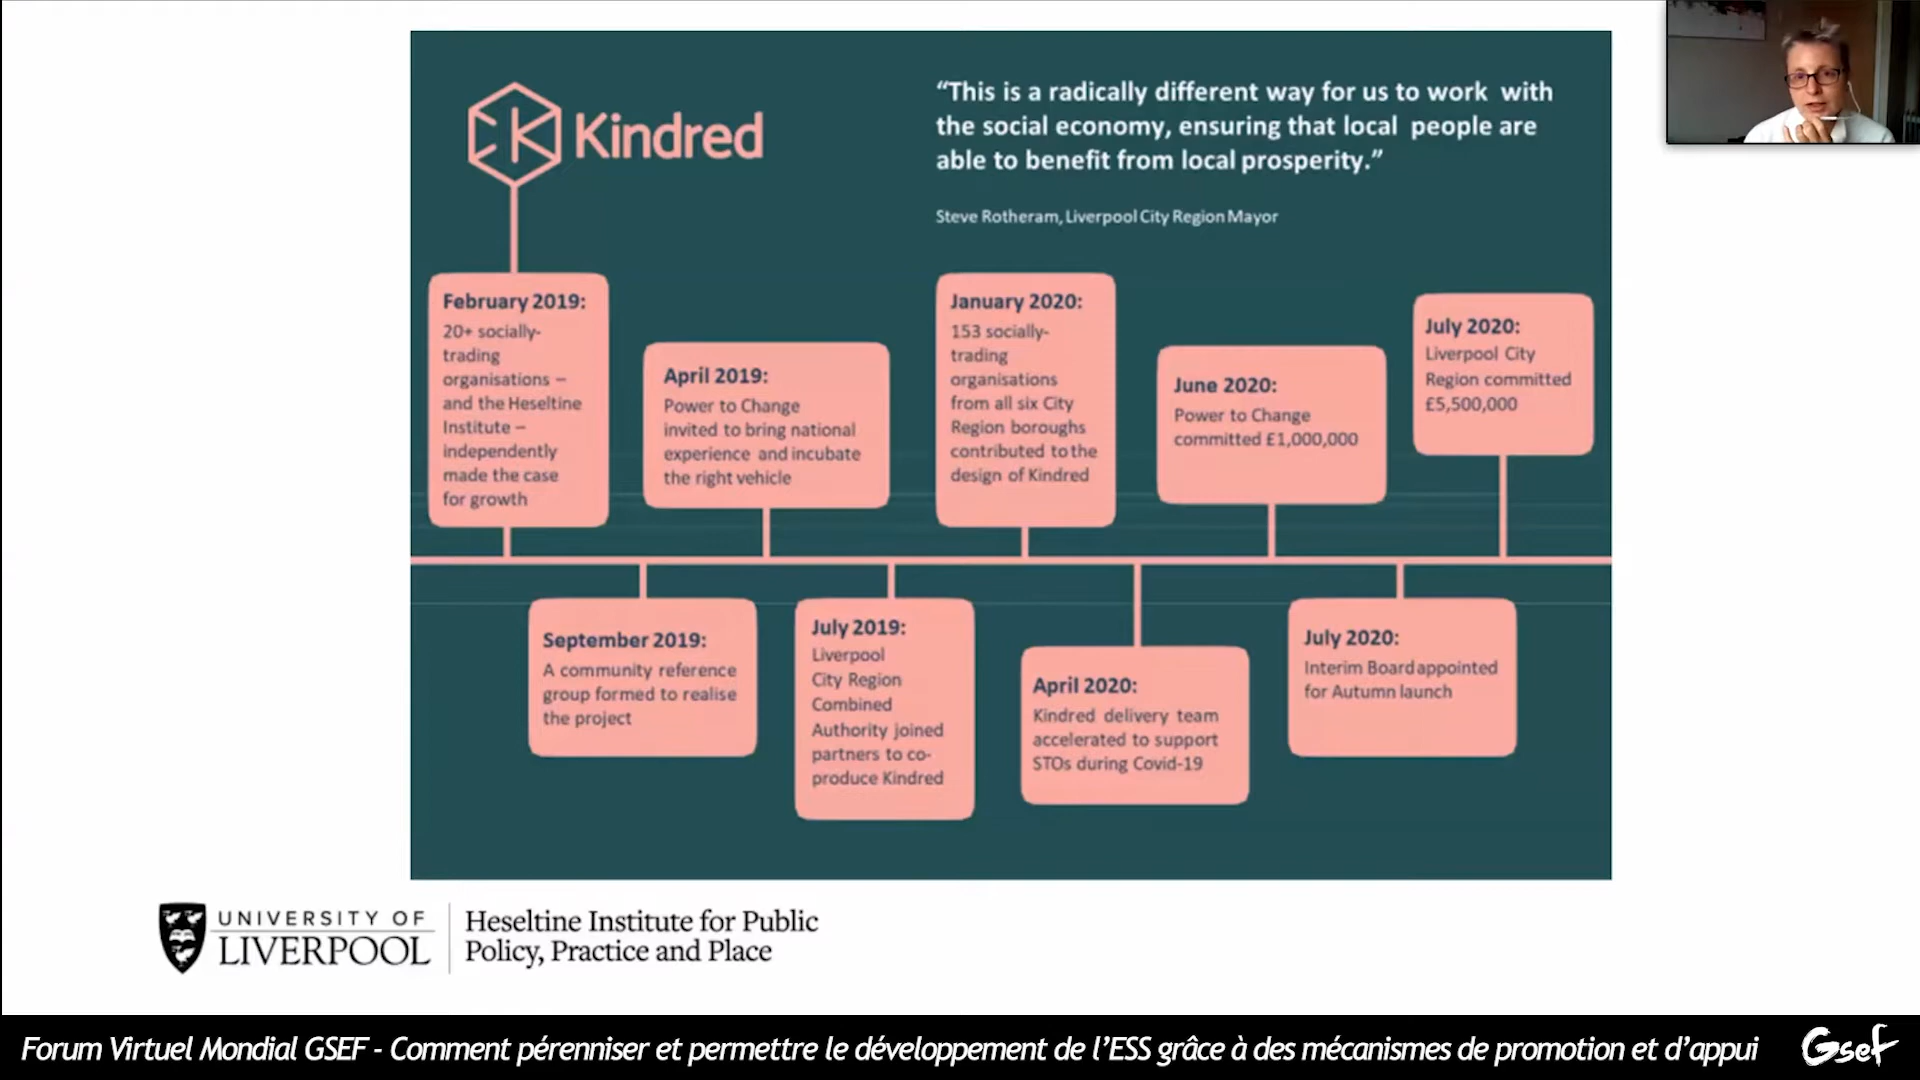 Kindred
“This is a radically different way for us to work with
the social economy, ensuring that local people are
able to benefit from local prosperity.”
Steve Rotheram, Liverpool City Region Mayor
February 2019:
20+ socially-
trading
organisations –
and the Heseltine
Institute –
independently
made the case
for growth
April 2019:
Power to Change
invited to bring national
experience and incubate
the right vehicle
January 2020:
153 socially-
trading
organisations
from all six City
Region boroughs
contributed to the
design of Kindred
June 2020:
Power to Change
committed £1,000,000
July 2020:
Liverpool City
Region committed
£5,500,000
September 2019:
A community reference
group formed to realise
the project
July 2019:
Liverpool
City Region
Combined
Authority joined
partners to co-
produce Kindred
April 2020:
Kindred delivery team
accelerated to support
STOs during Covid-19
July 2020:
Interim Board appointed
for Autumn launch
UNIVERSITY OF
LIVERPOOL
Heseltine Institute for Public
Policy, Practice and Place
Forum Virtuel Mondial GSEF - Comment pérenniser et permettre le développement de l’ESS grâce à des mécanismes de promotion et d’appui
Gsef